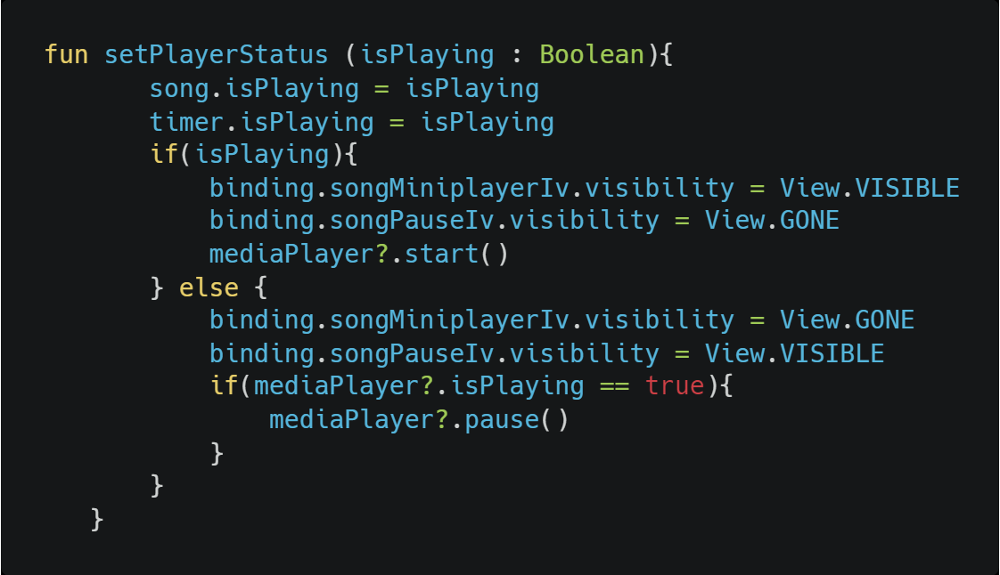 fun setPlayerStatus (isPlaying : Boolean){
        song.isPlaying = isPlaying
        timer.isPlaying = isPlaying
        if(isPlaying){
            binding.songMiniplayerIv.visibility = View.VISIBLE
            binding.songPauseIv.visibility = View.GONE
            mediaPlayer?.start()
        } else {
            binding.songMiniplayerIv.visibility = View.GONE
            binding.songPauseIv.visibility = View.VISIBLE
            if(mediaPlayer?.isPlaying == true){
                mediaPlayer?.pause()
            }
        }
    }